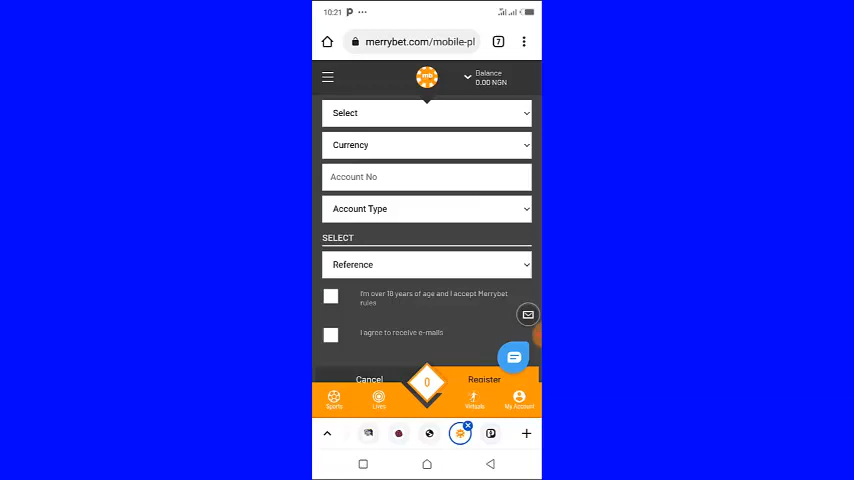 10:21
merrybet.com/mobile-pl
7
mb
Balance
0.00 NGN
Select
Currency
Account No
Account Type
SELECT
Reference
I'm over 18 years of age and I accept Merrybet
rules
I agree to receive e-mails
Cancel
0
Register
Sports
Lives
Virtuals
My Account